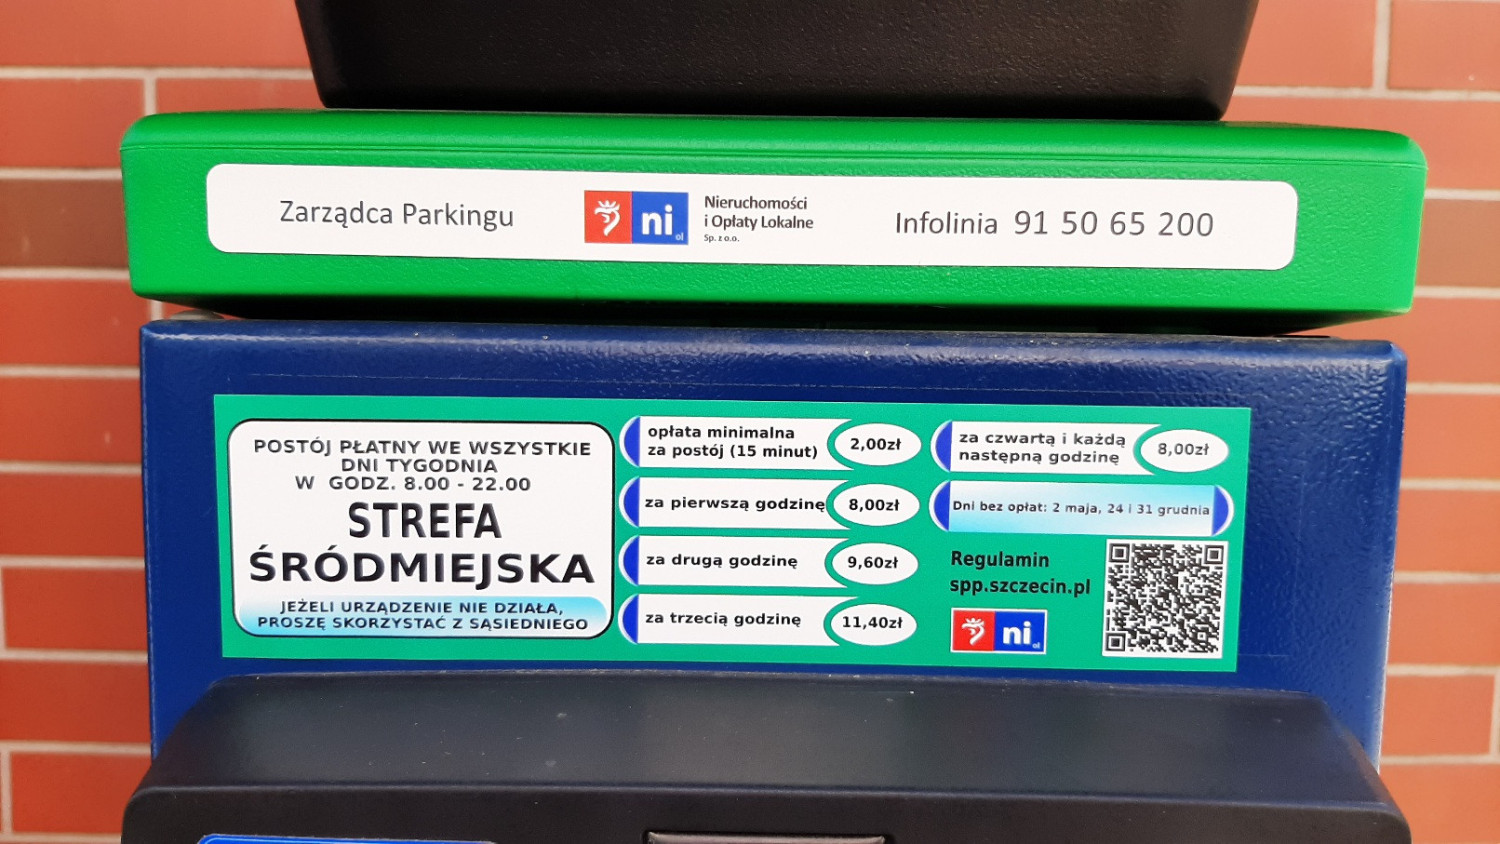 Zarządca Parkingu
ni
ol
Nieruchomości
i Opłaty Lokalne
Sp. z o.o.
Infolinia 91 50 65 200
POSTÓJ PŁATNY WE WSZYSTKIE
DNI TYGODNIA
W GODZ. 8.00 - 22.00
STREFA
ŚRÓDMIEJSKA
JEŻELI URZĄDZENIE NIE DZIAŁA,
PROSZĘ SKORZYSTAĆ Z SĄSIEDNIEGO
opłata minimalna
za postój (15 minut) 2,00zł
za pierwszą godzinę 8,00zł
za drugą godzinę 9,60zł
za trzecią godzinę 11,40zł
za czwartą i każdą
następną godzinę 8,00zł
Dni bez opłat: 2 maja, 24 i 31 grudnia
Regulamin
spp.szczecin.pl
ni
ol